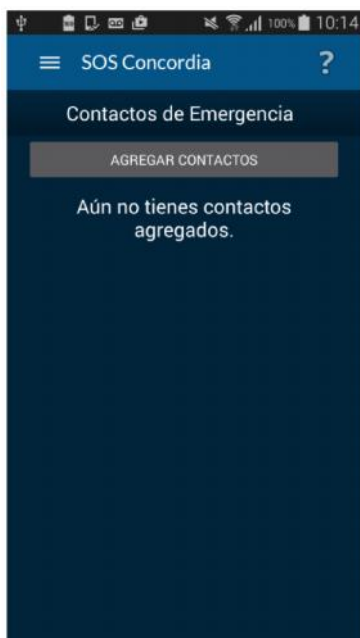 100% 10:14
SOS Concordia ?
Contactos de Emergencia
AGREGAR CONTACTOS
Aún no tienes contactos
agregados.